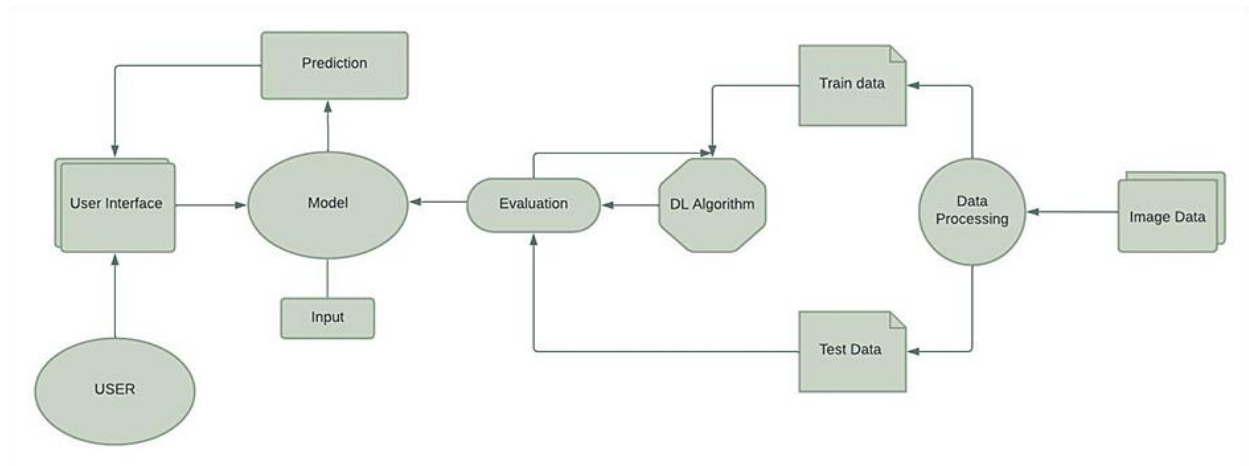 Prediction
Train data
User Interface
Model
Evaluation
DL Algorithm
Data
Processing
Image Data
Input
Test Data
USER